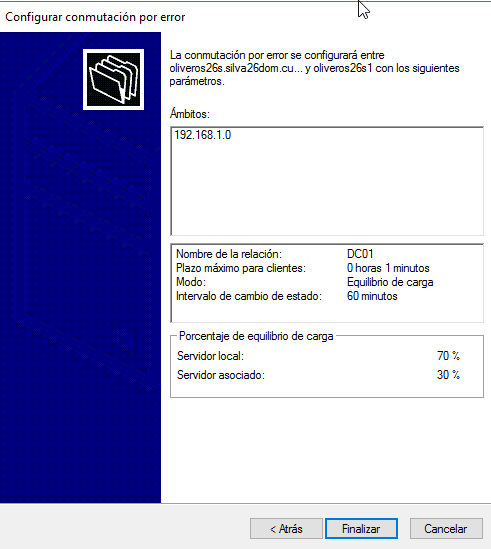 Configurar conmutación por error
La conmutación por error se configurará entre
oliveros26s.silva26dom.cu... y oliveros26s1 con los siguientes
parámetros.
Ámbitos:
192.168.1.0
Nombre de la relación: DC01
Plazo máximo para clientes: 0 horas 1 minutos
Modo: Equilibrio de carga
Intervalo de cambio de estado: 60 minutos
Porcentaje de equilibrio de carga
Servidor local: 70 %
Servidor asociado: 30 %
< Atrás Finalizar Cancelar